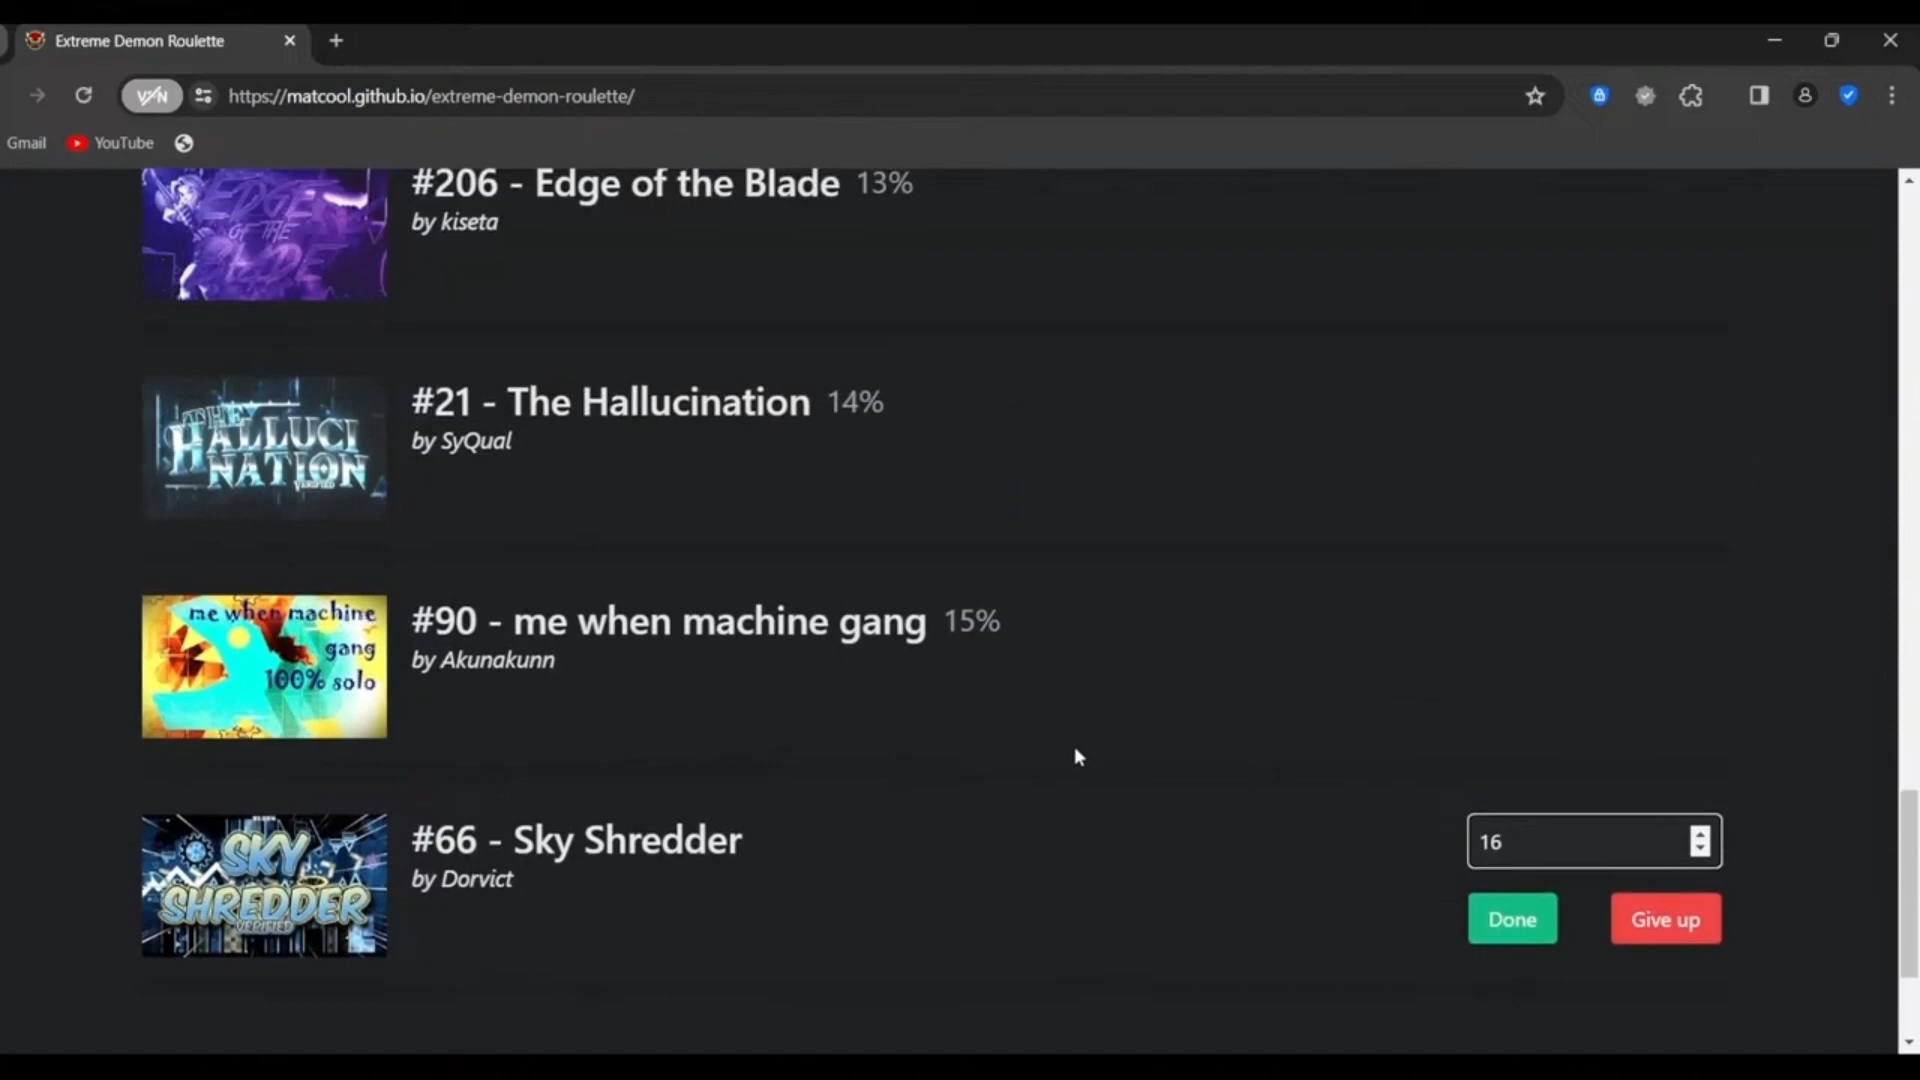 Extreme Demon Roulette
VPN
https://matcool.github.io/extreme-demon-roulette/
Gmail
YouTube
EDGE
OF THE
BLADE
#206 - Edge of the Blade 13%
by kiseta
THE
HALLUCI
NATION
VERIFIED
#21 - The Hallucination 14%
by SyQual
me when machine
gang
100% solo
#90 - me when machine gang 15%
by Akunakunn
SKY
SHREDDER
VERIFIED
#66 - Sky Shredder
by Dorvict
16
Done
Give up